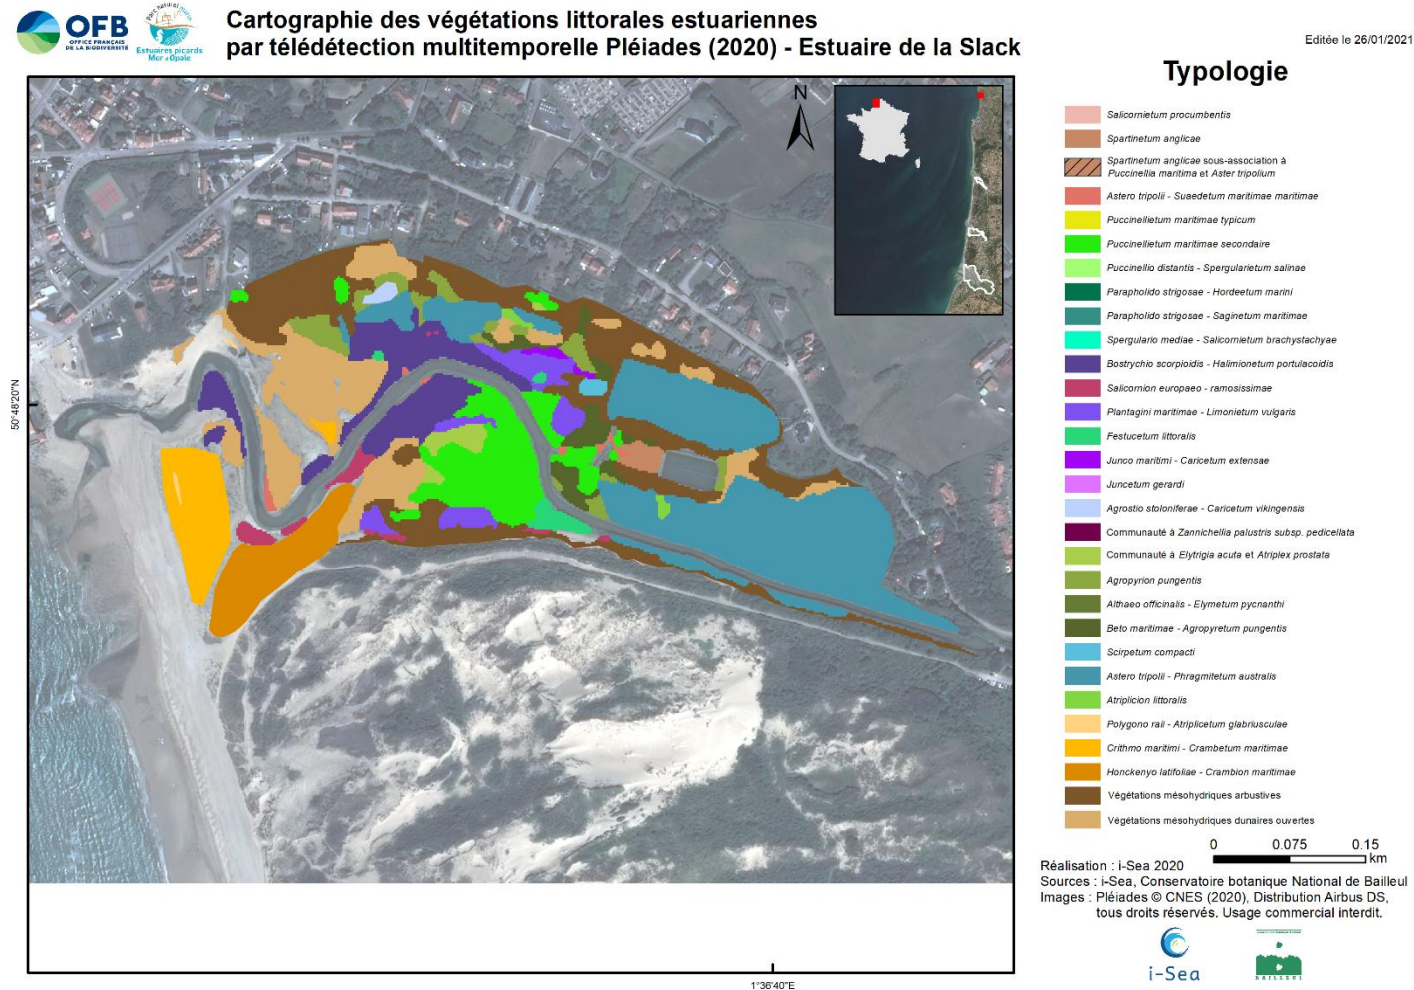 OFB
OFFICE FRANÇAIS
DE LA BIODIVERSITÉ
Parc naturel marin
Estuaires picards
Mer d'Opale
Cartographie des végétations littorales estuariennes
par télédétection multitemporelle Pléiades (2020) - Estuaire de la Slack
Editée le 26/01/2021
N
50°48'20"N
1°36'40"E
Typologie
Salicornietum procumbentis
Spartinetum anglicae
Spartinetum anglicae sous-association à
Puccinellia maritima et Aster tripolium
Astero tripolii - Suaedetum maritimae maritimae
Puccinellietum maritimae typicum
Puccinellietum maritimae secondaire
Puccinellio distantis - Spergularietum salinae
Parapholido strigosae - Hordeetum marini
Parapholido strigosae - Saginetum maritimae
Spergulario mediae - Salicornietum brachystachyae
Bostrychio scorpioidis - Halimionetum portulacoidis
Salicornion europaeo - ramosissimae
Plantagini maritimae - Limonietum vulgaris
Festucetum littoralis
Junco maritimi - Caricetum extensae
Juncetum gerardi
Agrostio stoloniferae - Caricetum vikingensis
Communauté à Zannichellia palustris subsp. pedicellata
Communauté à Elytrigia acuta et Atriplex prostata
Agropyrion pungentis
Althaeo officinalis - Elymetum pycnanthi
Beto maritimae - Agropyretum pungentis
Scirpetum compacti
Astero tripolii - Phragmitetum australis
Atriplicion littoralis
Polygono raii - Atriplicetum glabriusculae
Crithmo maritimi - Crambetum maritimae
Honckenyo latifoliae - Crambion maritimae
Végétations mésohydriques arbustives
Végétations mésohydriques dunaires ouvertes
0 0.075 0.15
km
Réalisation : i-Sea 2020
Sources : i-Sea, Conservatoire botanique National de Bailleul
Images : Pléiades © CNES (2020), Distribution Airbus DS,
tous droits réservés. Usage commercial interdit.
i-Sea
BAILLEUL